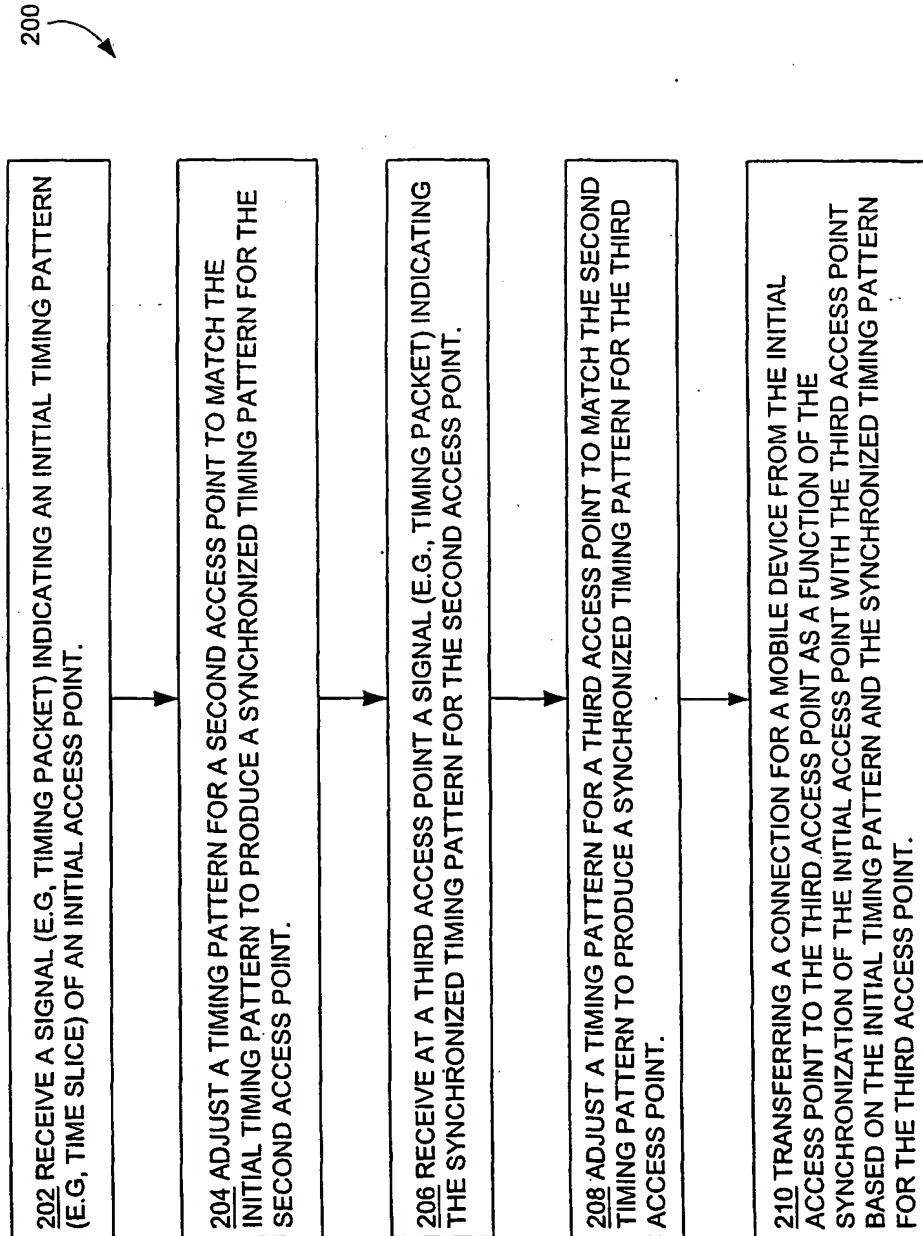 200
202 RECEIVE A SIGNAL (E.G, TIMING PACKET) INDICATING AN INITIAL TIMING PATTERN
(E.G, TIME SLICE) OF AN INITIAL ACCESS POINT.
204 ADJUST A TIMING PATTERN FOR A SECOND ACCESS POINT TO MATCH THE
INITIAL TIMING PATTERN TO PRODUCE A SYNCHRONIZED TIMING PATTERN FOR THE
SECOND ACCESS POINT.
206 RECEIVE AT A THIRD ACCESS POINT A SIGNAL (E.G., TIMING PACKET) INDICATING
THE SYNCHRONIZED TIMING PATTERN FOR THE SECOND ACCESS POINT.
208 ADJUST A TIMING PATTERN FOR A THIRD ACCESS POINT TO MATCH THE SECOND
TIMING PATTERN TO PRODUCE A SYNCHRONIZED TIMING PATTERN FOR THE THIRD
ACCESS POINT.
210 TRANSFERRING A CONNECTION FOR A MOBILE DEVICE FROM THE INITIAL
ACCESS POINT TO THE THIRD ACCESS POINT AS A FUNCTION OF THE
SYNCHRONIZATION OF THE INITIAL ACCESS POINT WITH THE THIRD ACCESS POINT
BASED ON THE INITIAL TIMING PATTERN AND THE SYNCHRONIZED TIMING PATTERN
FOR THE THIRD ACCESS POINT.